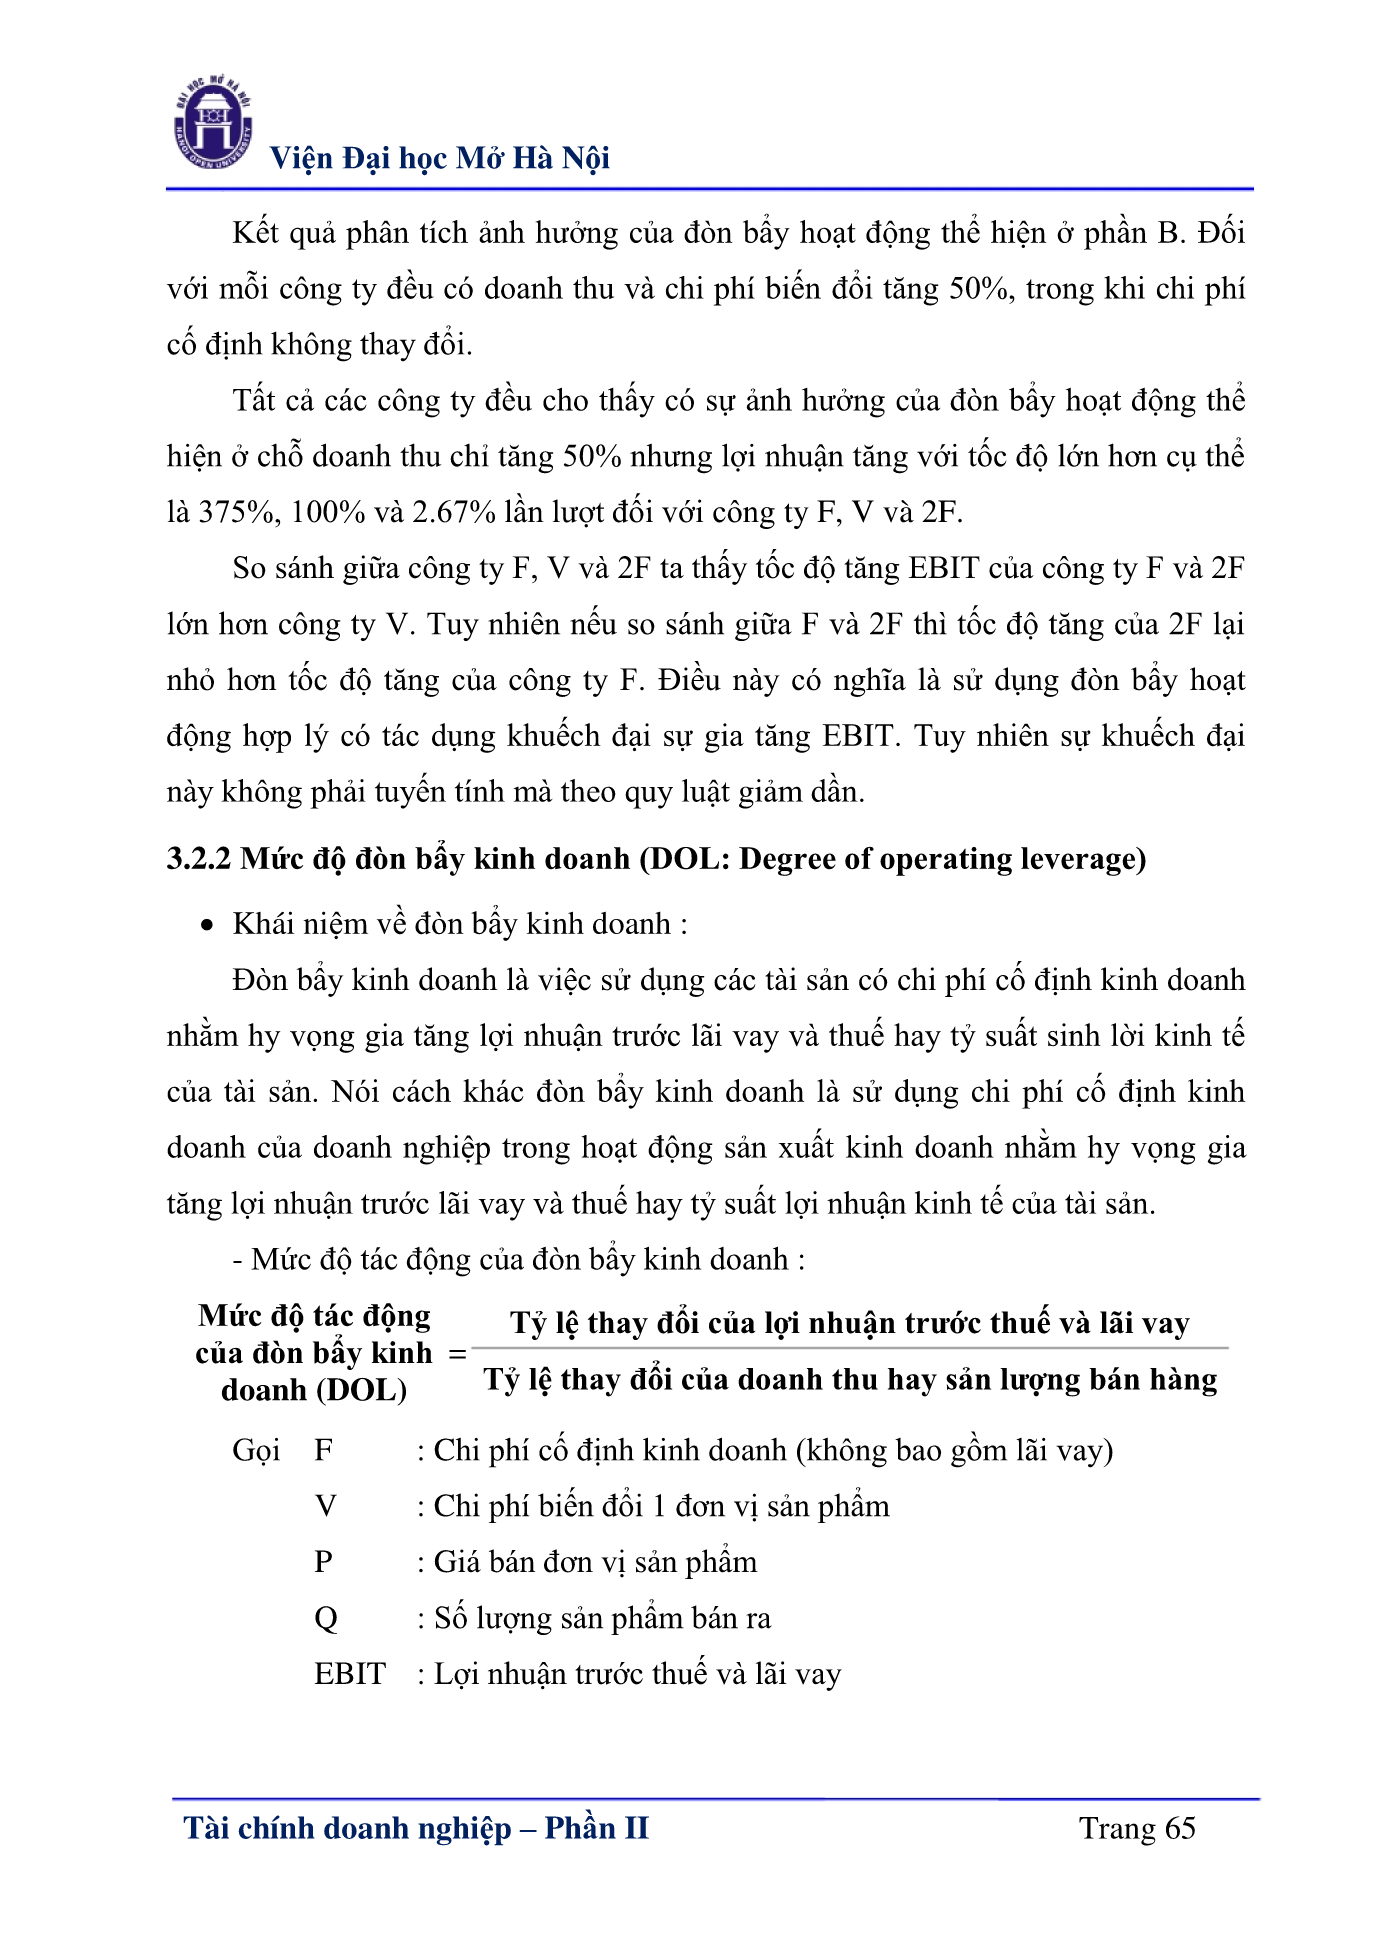 ĐẠI HỌC MỞ HÀ NỘI
HANOI OPEN UNIVERSITY
Viện Đại học Mở Hà Nội
Kết quả phân tích ảnh hưởng của đòn bẩy hoạt động thể hiện ở phần B. Đối
với mỗi công ty đều có doanh thu và chi phí biến đổi tăng 50%, trong khi chi phí
cố định không thay đổi.
Tất cả các công ty đều cho thấy có sự ảnh hưởng của đòn bẩy hoạt động thể
hiện ở chỗ doanh thu chỉ tăng 50% nhưng lợi nhuận tăng với tốc độ lớn hơn cụ thể
là 375%, 100% và 2.67% lần lượt đối với công ty F, V và 2F.
So sánh giữa công ty F, V và 2F ta thấy tốc độ tăng EBIT của công ty F và 2F
lớn hơn công ty V. Tuy nhiên nếu so sánh giữa F và 2F thì tốc độ tăng của 2F lại
nhỏ hơn tốc độ tăng của công ty F. Điều này có nghĩa là sử dụng đòn bẩy hoạt
động hợp lý có tác dụng khuếch đại sự gia tăng EBIT. Tuy nhiên sự khuếch đại
này không phải tuyến tính mà theo quy luật giảm dần.
3.2.2 Mức độ đòn bẩy kinh doanh (DOL: Degree of operating leverage)
• Khái niệm về đòn bẩy kinh doanh :
Đòn bẩy kinh doanh là việc sử dụng các tài sản có chi phí cố định kinh doanh
nhằm hy vọng gia tăng lợi nhuận trước lãi vay và thuế hay tỷ suất sinh lời kinh tế
của tài sản. Nói cách khác đòn bẩy kinh doanh là sử dụng chi phí cố định kinh
doanh của doanh nghiệp trong hoạt động sản xuất kinh doanh nhằm hy vọng gia
tăng lợi nhuận trước lãi vay và thuế hay tỷ suất lợi nhuận kinh tế của tài sản.
- Mức độ tác động của đòn bẩy kinh doanh :
Mức độ tác động
của đòn bẩy kinh =
doanh (DOL)
Tỷ lệ thay đổi của lợi nhuận trước thuế và lãi vay
Tỷ lệ thay đổi của doanh thu hay sản lượng bán hàng
Gọi F : Chi phí cố định kinh doanh (không bao gồm lãi vay)
V : Chi phí biến đổi 1 đơn vị sản phẩm
P : Giá bán đơn vị sản phẩm
Q : Số lượng sản phẩm bán ra
EBIT : Lợi nhuận trước thuế và lãi vay
Tài chính doanh nghiệp – Phần II Trang 65